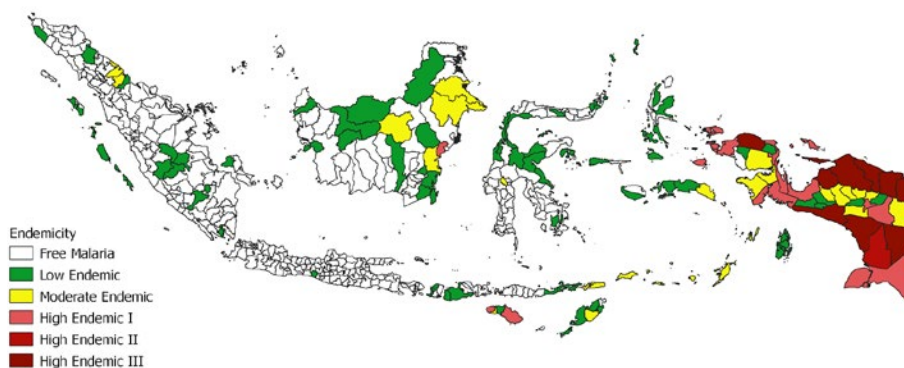 Endemicity
Free Malaria
Low Endemic
Moderate Endemic
High Endemic I
High Endemic II
High Endemic III